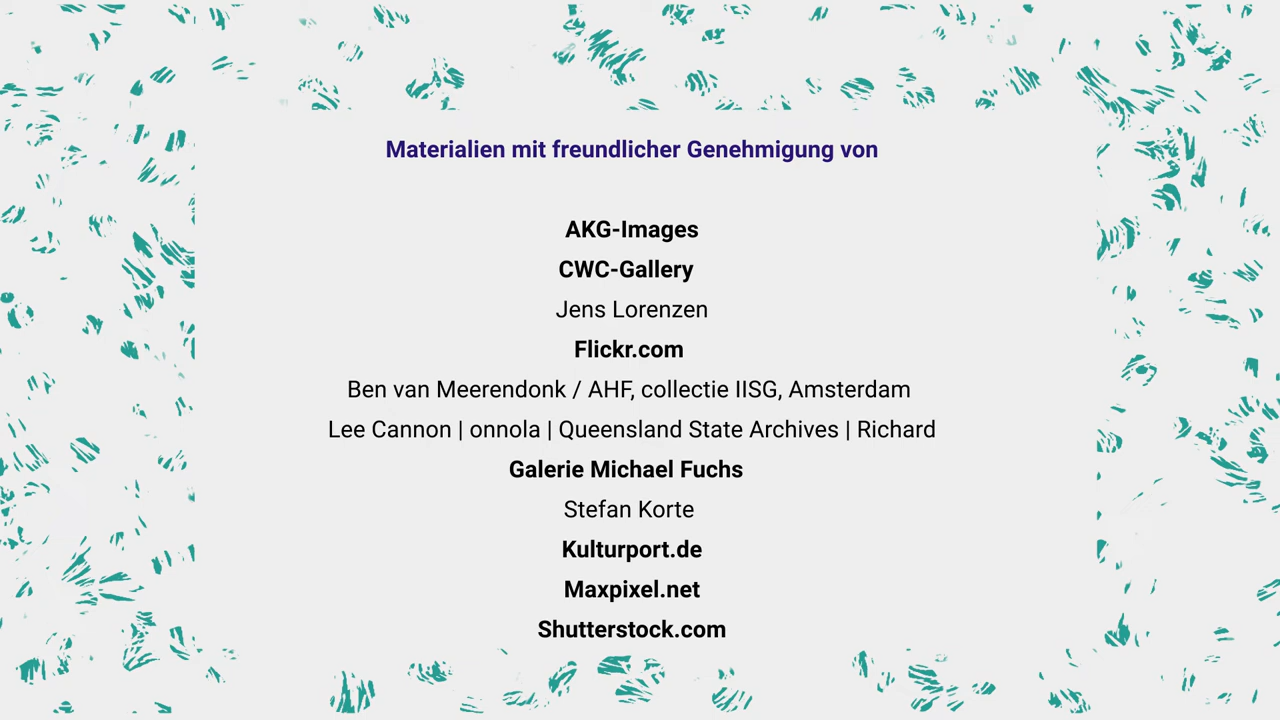 Materialien mit freundlicher Genehmigung von
AKG-Images
CWC-Gallery
Jens Lorenzen
Flickr.com
Ben van Meerendonk / AHF, collectie IISG, Amsterdam
Lee Cannon | onnola | Queensland State Archives | Richard
Galerie Michael Fuchs
Stefan Korte
Kulturport.de
Maxpixel.net
Shutterstock.com